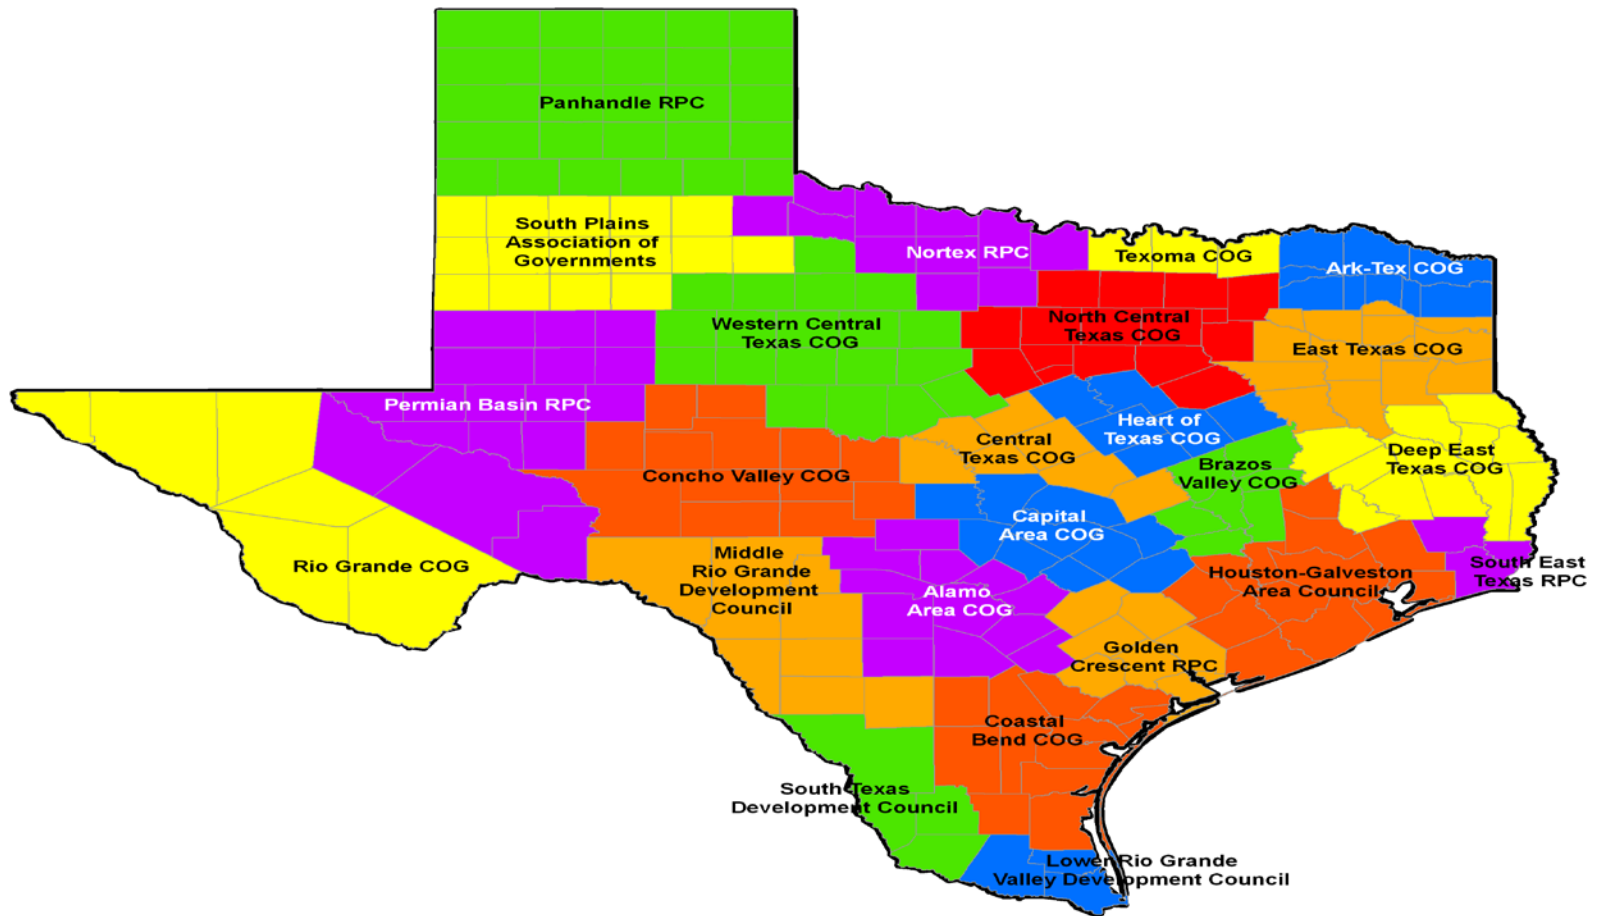 Panhandle RPC
South Plains
Association of
Governments
Nortex RPC
Texoma COG
Ark-Tex COG
Western Central
Texas COG
North Central
Texas COG
East Texas COG
Permian Basin RPC
Heart of
Texas COG
Central
Texas COG
Deep East
Texas COG
Brazos
Valley COG
Concho Valley COG
Capital
Area COG
Rio Grande COG
Middle
Rio Grande
Development
Council
South East
Texas RPC
Houston-Galveston
Area Council
Alamo
Area COG
Golden
Crescent RPC
Coastal
Bend COG
South Texas
Development Council
Lower Rio Grande
Valley Development Council